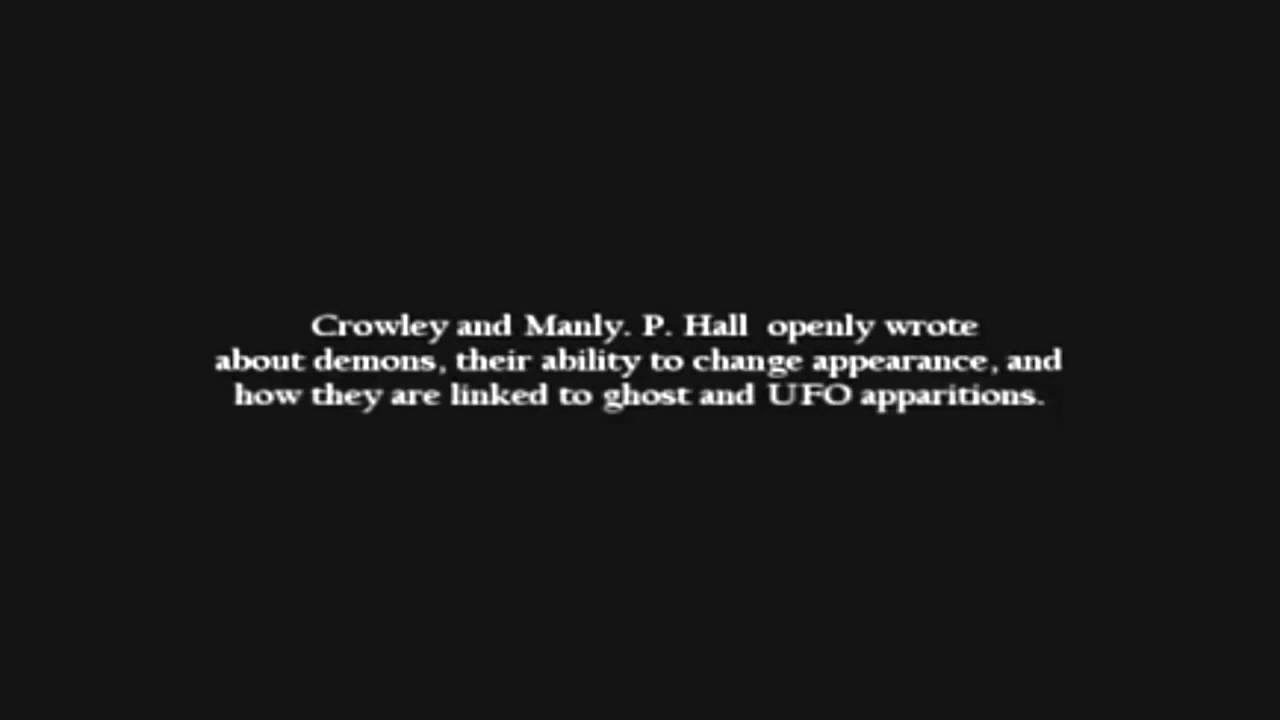 Crowley and Manly. P. Hall  openly wrote
about demons, their ability to change appearance, and
how they are linked to ghost and UFO apparitions.